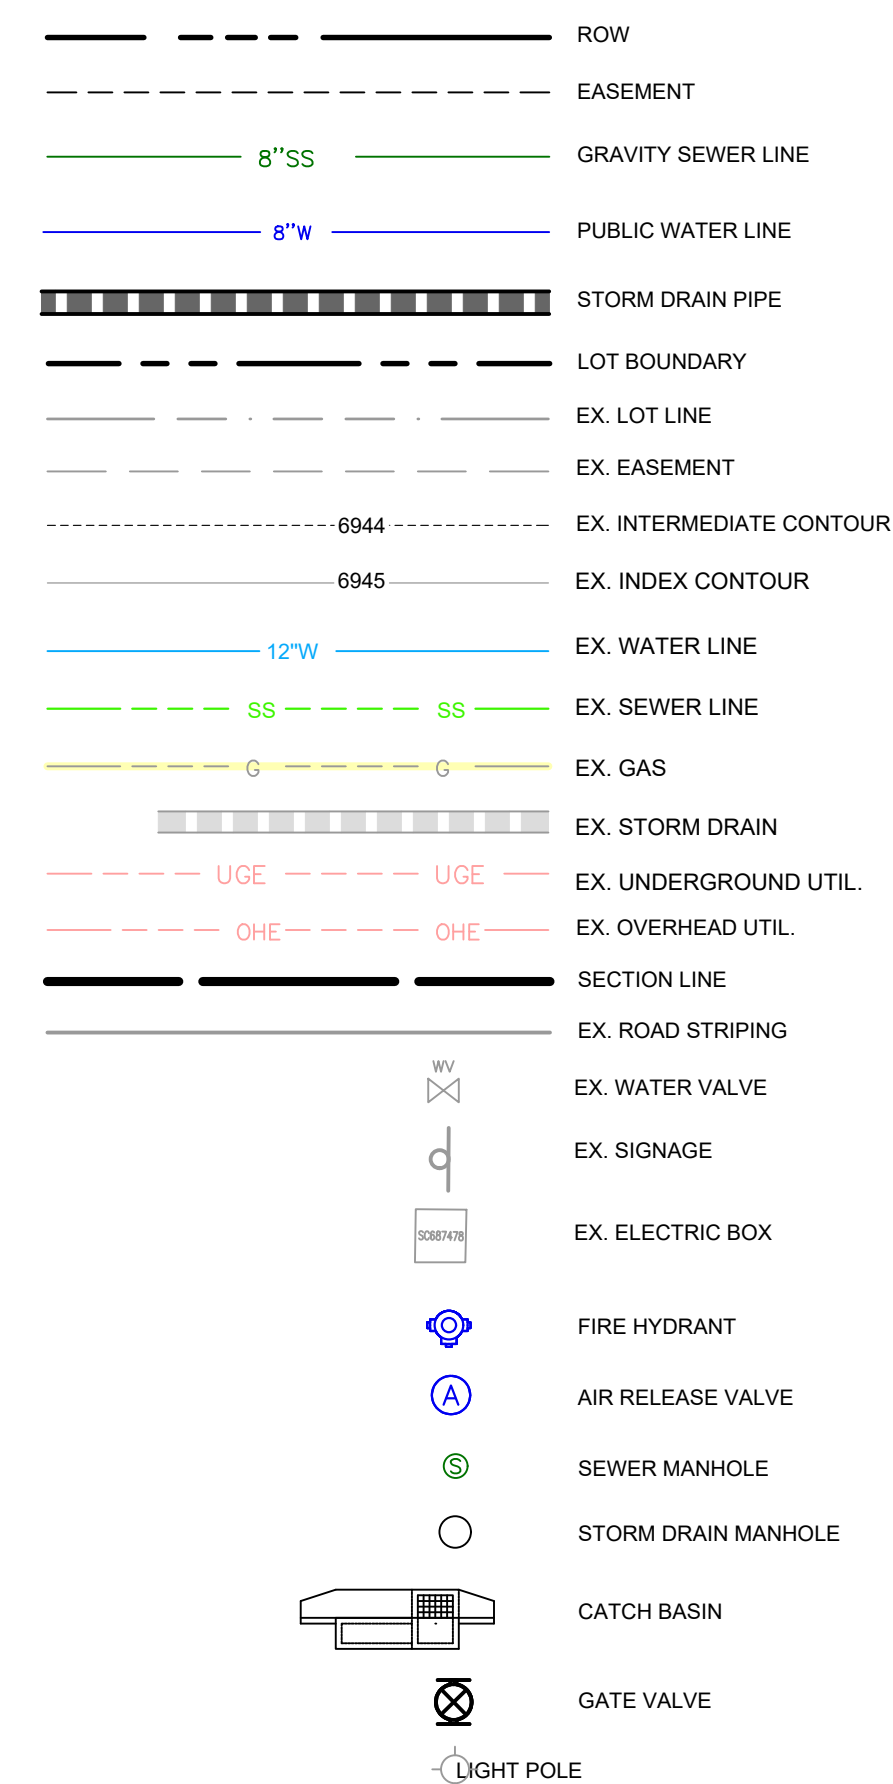 ROW
EASEMENT
8''SS GRAVITY SEWER LINE
8''W PUBLIC WATER LINE
STORM DRAIN PIPE
LOT BOUNDARY
EX. LOT LINE
EX. EASEMENT
6944 EX. INTERMEDIATE CONTOUR
6945 EX. INDEX CONTOUR
12"W EX. WATER LINE
SS SS EX. SEWER LINE
G G EX. GAS
EX. STORM DRAIN
UGE UGE EX. UNDERGROUND UTIL.
OHE OHE EX. OVERHEAD UTIL.
SECTION LINE
EX. ROAD STRIPING
WV
EX. WATER VALVE
EX. SIGNAGE
SC687478 EX. ELECTRIC BOX
FIRE HYDRANT
A AIR RELEASE VALVE
S SEWER MANHOLE
STORM DRAIN MANHOLE
CATCH BASIN
GATE VALVE
LIGHT POLE